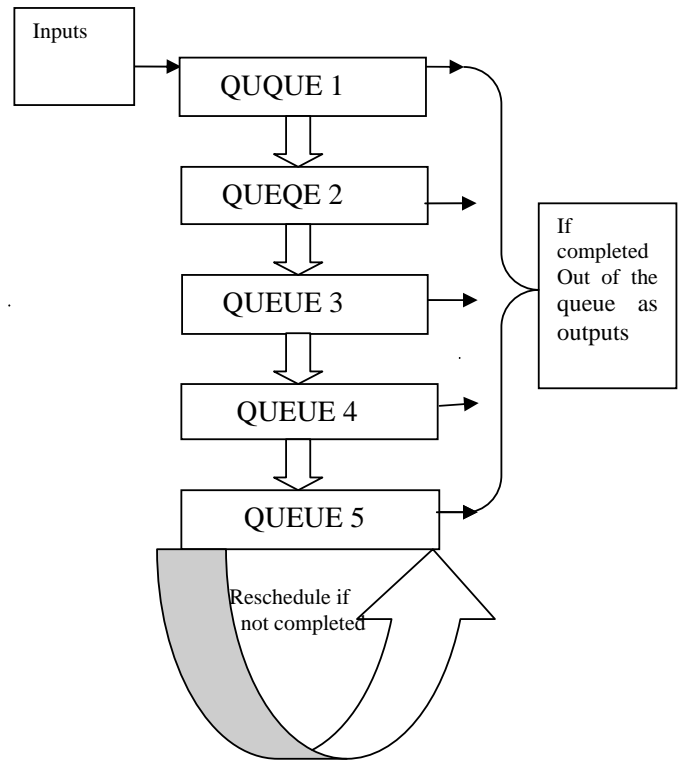 Inputs
QUQUE 1
QUEQE 2
QUEUE 3
QUEUE 4
QUEUE 5
If
completed
Out of the
queue as
outputs
Reschedule if
not completed